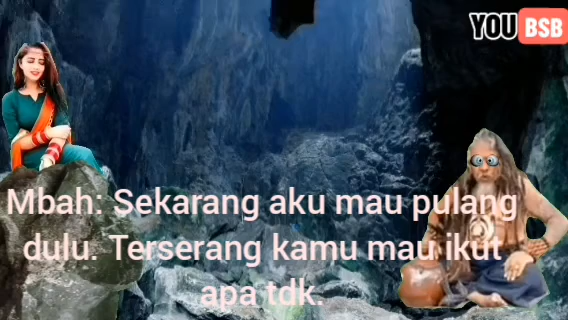 YOU BSB
Mbah: Sekarang aku mau pulang
dulu. Terserang kamu mau ikut
apa tdk.